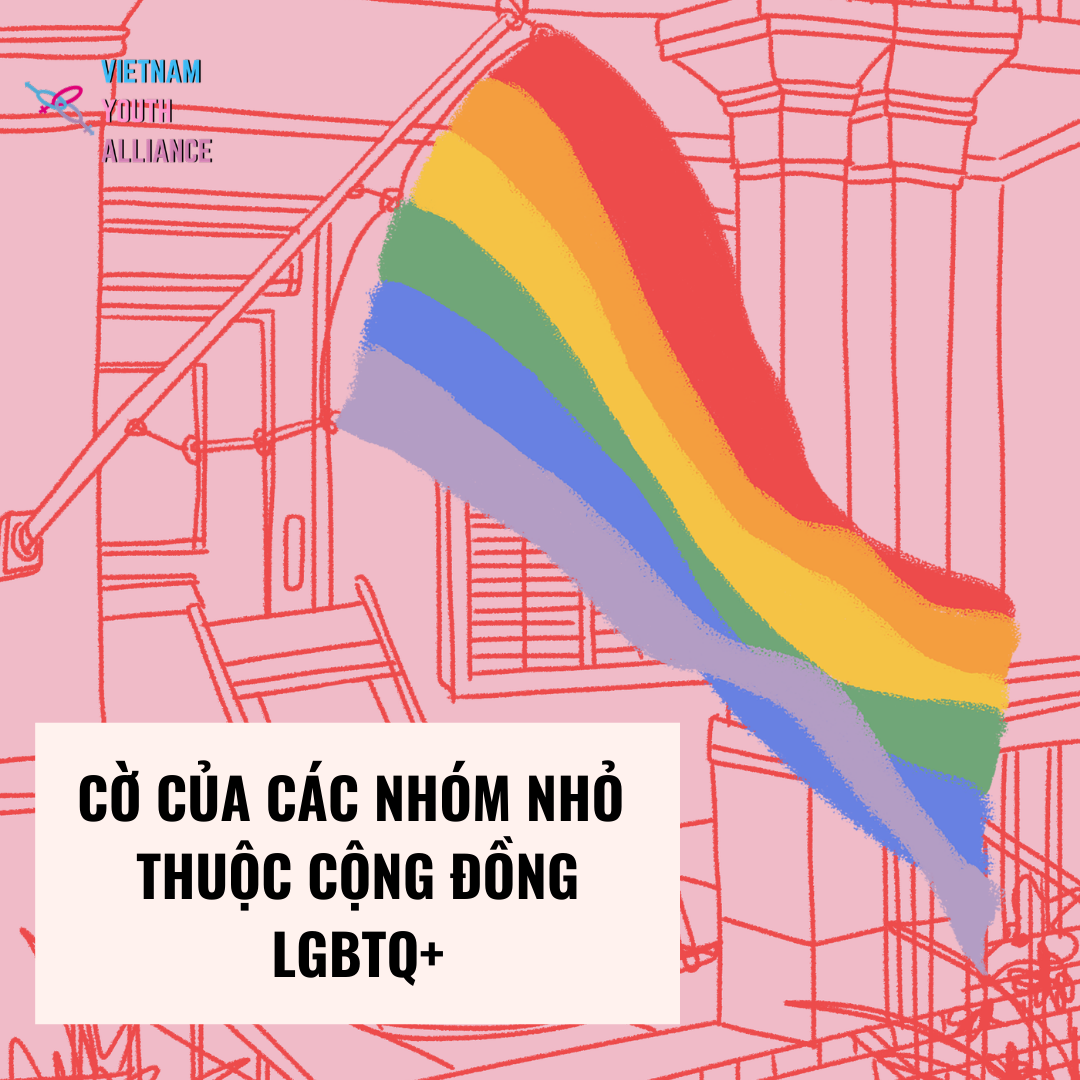 VIETNAM
YOUTH
ALLIANCE
CỜ CỦA CÁC NHÓM NHỎ
THUỘC CỘNG ĐỒNG
LGBTQ+